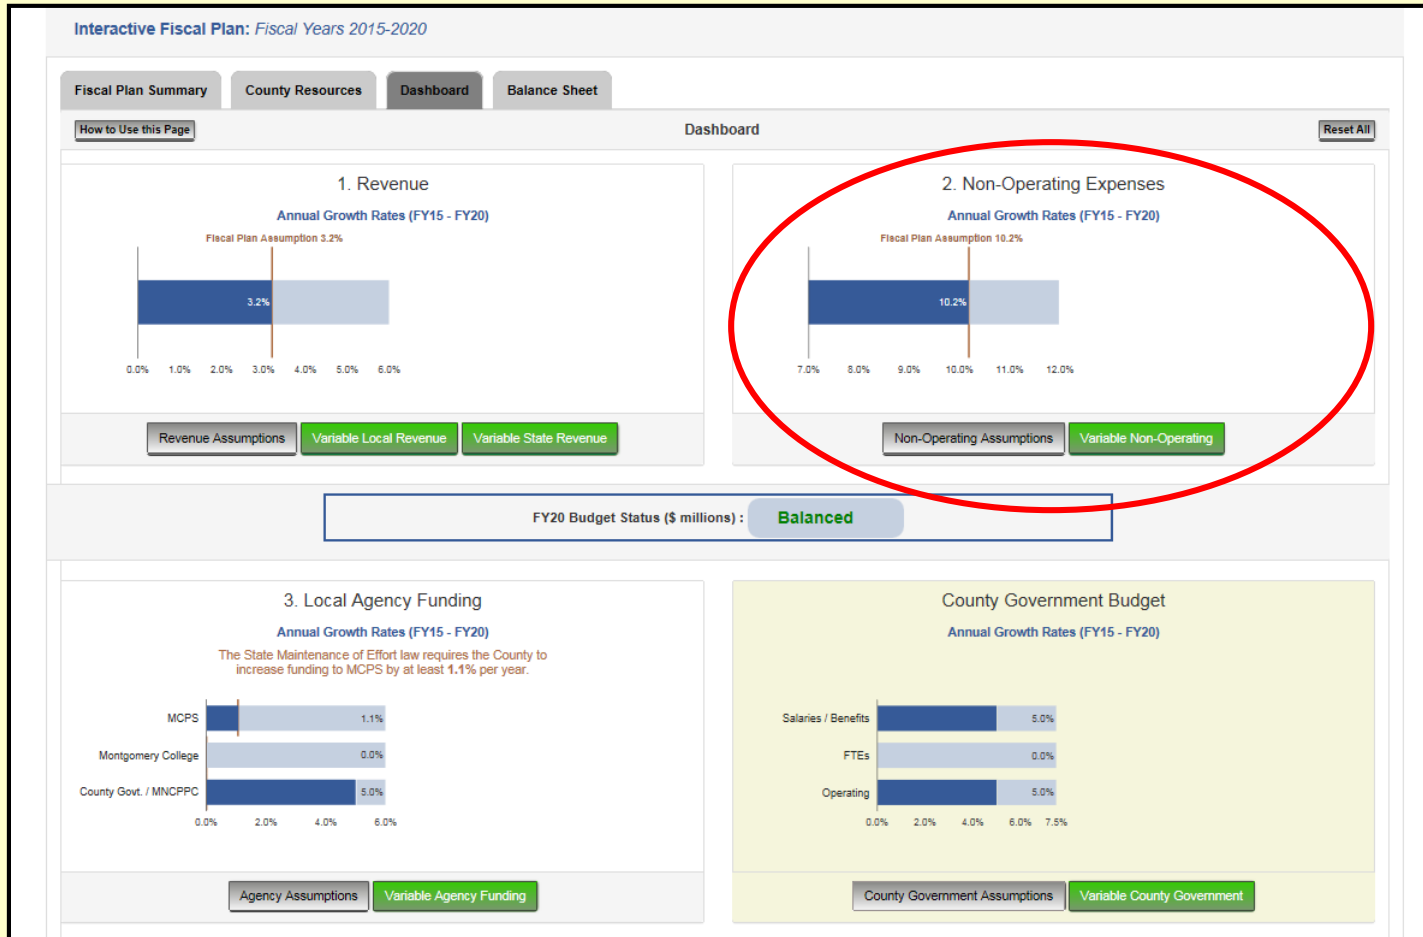 Interactive Fiscal Plan: Fiscal Years 2015-2020
Fiscal Plan Summary County Resources Dashboard Balance Sheet
How to Use this Page Dashboard Reset All
1. Revenue
Annual Growth Rates (FY15 - FY20)
Fiscal Plan Assumption 3.2%
3.2%
0.0% 1.0% 2.0% 3.0% 4.0% 5.0% 6.0%
Revenue Assumptions Variable Local Revenue Variable State Revenue
2. Non-Operating Expenses
Annual Growth Rates (FY15 - FY20)
Fiscal Plan Assumption 10.2%
10.2%
7.0% 8.0% 9.0% 10.0% 11.0% 12.0%
Non-Operating Assumptions Variable Non-Operating
FY20 Budget Status ($ millions) : Balanced
3. Local Agency Funding
Annual Growth Rates (FY15 - FY20)
The State Maintenance of Effort law requires the County to
increase funding to MCPS by at least 1.1% per year.
MCPS 1.1%
Montgomery College 0.0%
County Govt. / MNCPPC 5.0%
0.0% 2.0% 4.0% 6.0%
Agency Assumptions Variable Agency Funding
County Government Budget
Annual Growth Rates (FY15 - FY20)
Salaries / Benefits 5.0%
FTEs 0.0%
Operating 5.0%
0.0% 2.0% 4.0% 6.0% 7.5%
County Government Assumptions Variable County Government